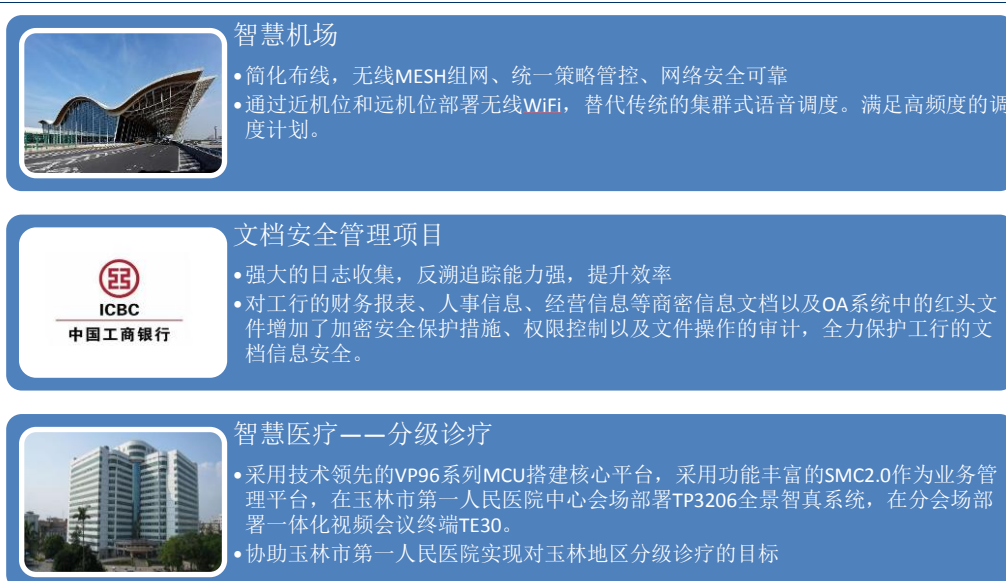 智慧机场
•简化布线，无线MESH组网、统一策略管控、网络安全可靠
•通过近机位和远机位部署无线WiFi，替代传统的集群式语音调度。满足高频度的调
度计划。
ICBC
中国工商银行
文档安全管理项目
•强大的日志收集，反溯追踪能力强，提升效率
•对工行的财务报表、人事信息、经营信息等商密信息文档以及OA系统中的红头文
件增加了加密安全保护措施、权限控制以及文件操作的审计，全力保护工行的文
档信息安全。
智慧医疗——分级诊疗
•采用技术领先的VP96系列MCU搭建核心平台，采用功能丰富的SMC2.0作为业务管
理平台，在玉林市第一人民医院中心会场部署TP3206全景智真系统，在分会场部
署一体化视频会议终端TE30。
•协助玉林市第一人民医院实现对玉林地区分级诊疗的目标